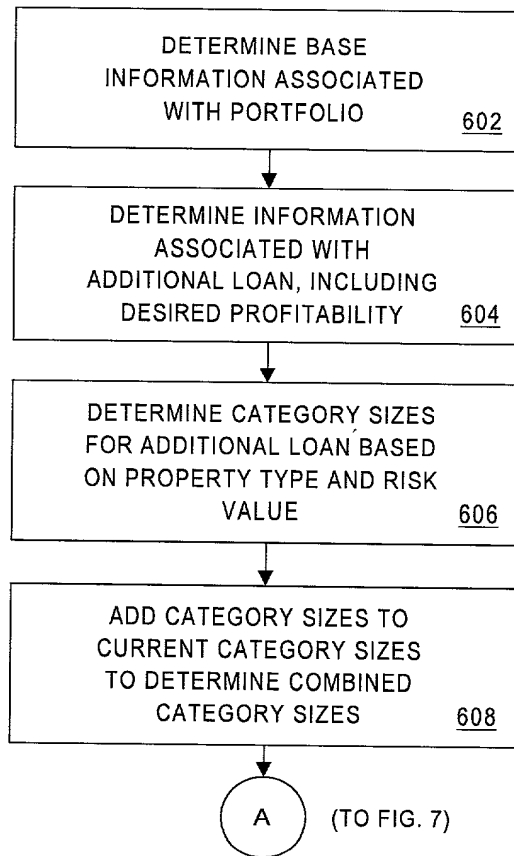 DETERMINE BASE
INFORMATION ASSOCIATED
WITH PORTFOLIO
602
DETERMINE INFORMATION
ASSOCIATED WITH
ADDITIONAL LOAN, INCLUDING
DESIRED PROFITABILITY
604
DETERMINE CATEGORY SIZES
FOR ADDITIONAL LOAN BASED
ON PROPERTY TYPE AND RISK
VALUE
606
ADD CATEGORY SIZES TO
CURRENT CATEGORY SIZES
TO DETERMINE COMBINED
CATEGORY SIZES
608
A (TO FIG. 7)